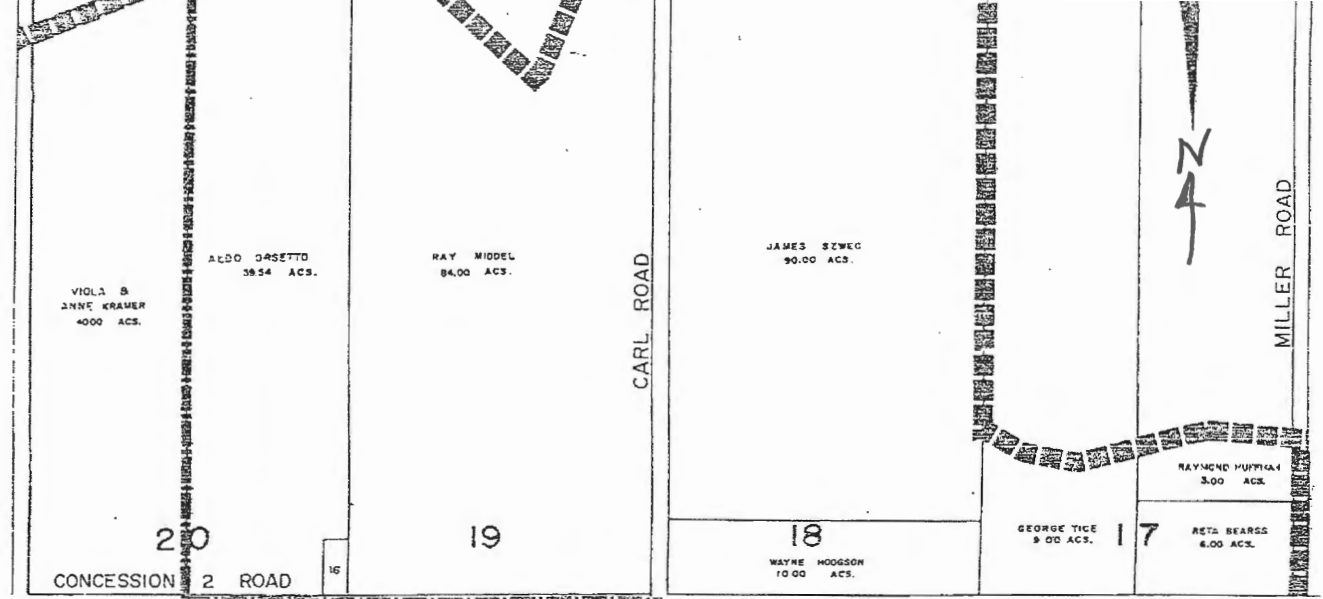 N
MILLER ROAD
CARL ROAD
ALDO ORSETTO
39.54 ACS.
RAY MIDDEL
84.00 ACS.
JAMES SZWEC
90.00 ACS.
VIOLA &
ANNE KRAMER
40.00 ACS.
RAYMOND HUFFMAN
3.00 ACS.
20
19
18
17
GEORGE TICE
9.00 ACS.
RETA BEARSS
6.00 ACS.
WAYNE HODGSON
10.00 ACS.
16
CONCESSION 2 ROAD